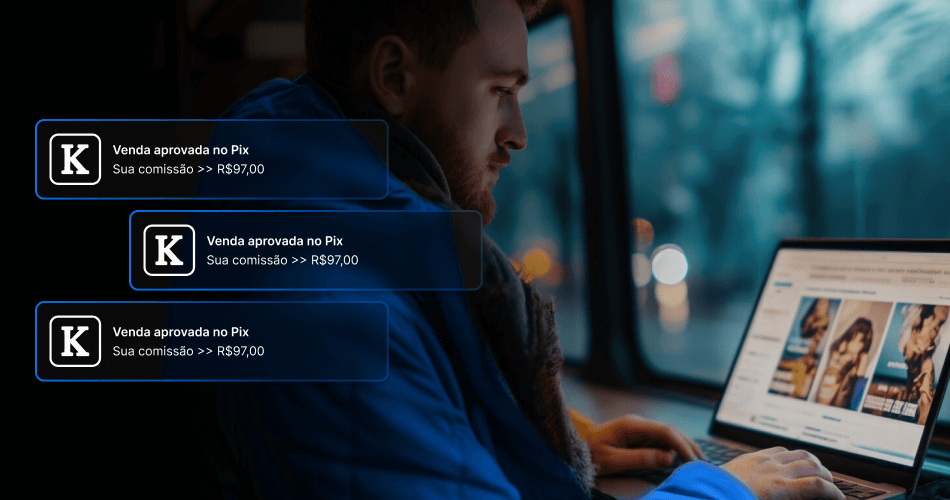 K
Venda aprovada no Pix
Sua comissão >> R$97,00
K
Venda aprovada no Pix
Sua comissão >> R$97,00
K
Venda aprovada no Pix
Sua comissão >> R$97,00